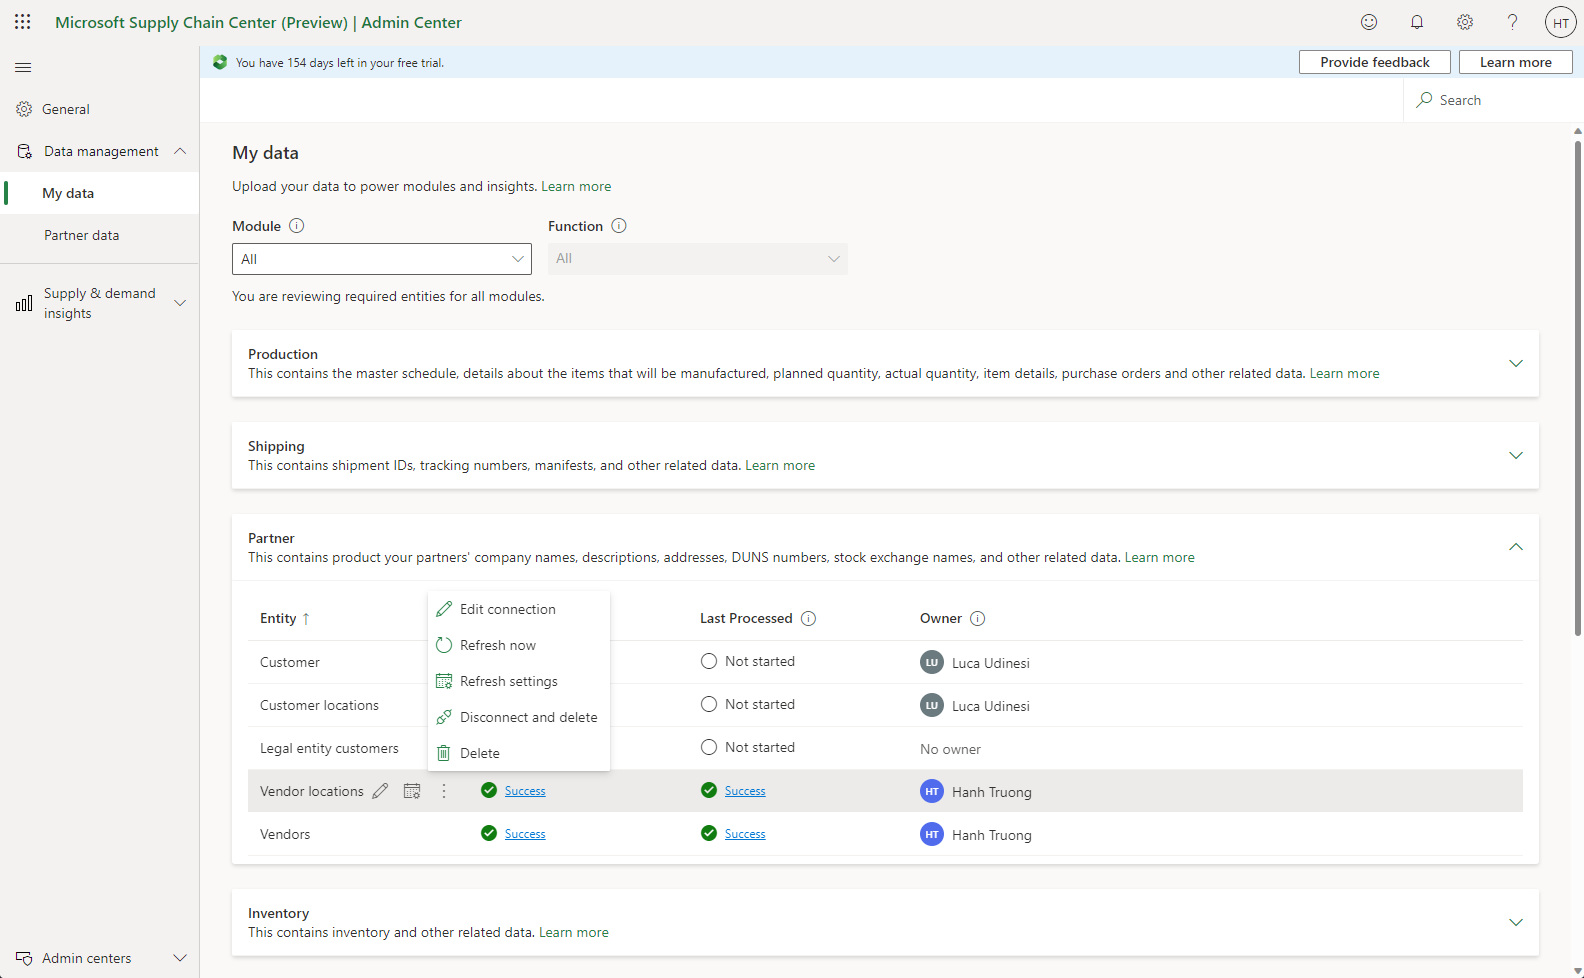 Microsoft Supply Chain Center (Preview) | Admin Center
HT
You have 154 days left in your free trial.
Provide feedback
Learn more
Search
General
Data management
My data
Partner data
Supply & demand
insights
Admin centers
My data
Upload your data to power modules and insights. Learn more
Module
Function
All
All
You are reviewing required entities for all modules.
Production
This contains the master schedule, details about the items that will be manufactured, planned quantity, actual quantity, item details, purchase orders and other related data. Learn more
Shipping
This contains shipment IDs, tracking numbers, manifests, and other related data. Learn more
Partner
This contains product your partners' company names, descriptions, addresses, DUNS numbers, stock exchange names, and other related data. Learn more
Entity ↑
Last Processed
Owner
Edit connection
Refresh now
Refresh settings
Disconnect and delete
Delete
Customer
Not started
LU Luca Udinesi
Customer locations
Not started
LU Luca Udinesi
Legal entity customers
Not started
No owner
Vendor locations
Success
Success
HT Hanh Truong
Vendors
Success
Success
HT Hanh Truong
Inventory
This contains inventory and other related data. Learn more